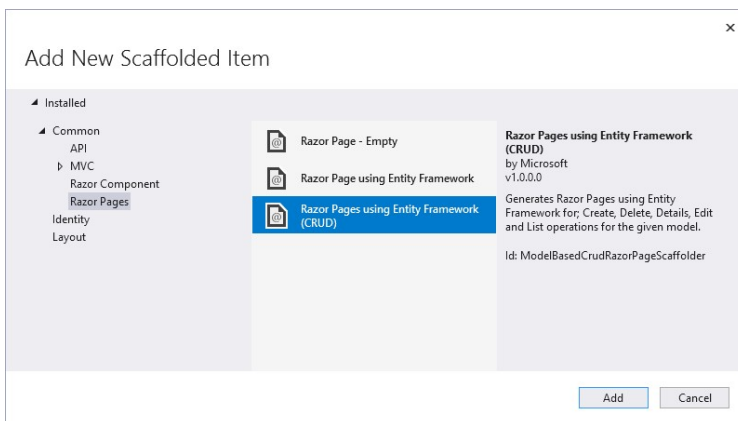 Add New Scaffolded Item
Installed
Common
API
MVC
Razor Component
Razor Pages
Identity
Layout
Razor Page - Empty
Razor Page using Entity Framework
Razor Pages using Entity Framework
(CRUD)
Razor Pages using Entity Framework
(CRUD)
by Microsoft
v1.0.0.0
Generates Razor Pages using Entity
Framework for; Create, Delete, Details, Edit
and List operations for the given model.
Id: ModelBasedCrudRazorPageScaffolder
Add
Cancel